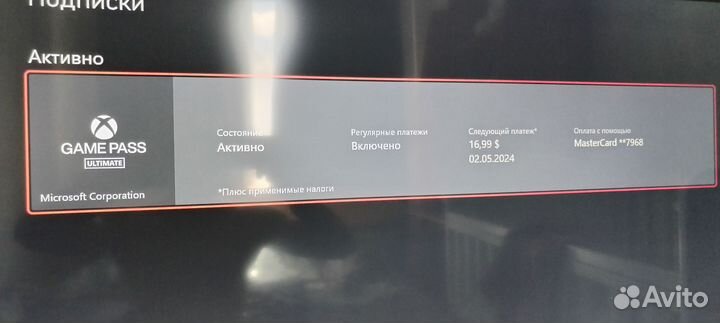 Подписки
Активно
XBOX
GAME PASS
ULTIMATE
Microsoft Corporation
Состояние
Активно
Регулярные платежи
Включено
Следующий платеж*
16,99 $
02.05.2024
Оплата с помощью
MasterCard **7968
*Плюс применимые налоги
Avito